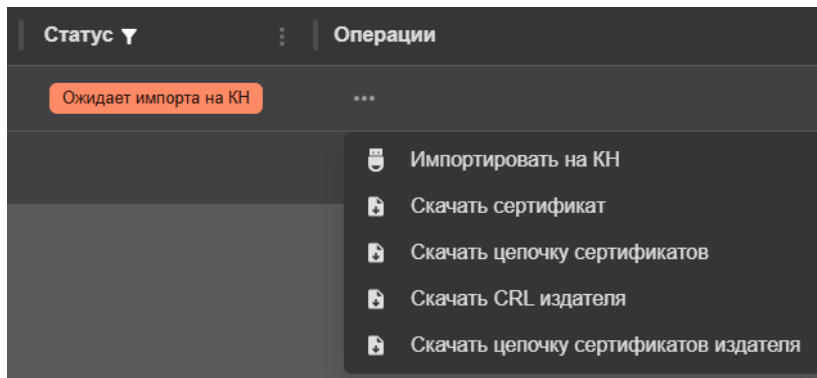 Статус
Операции
Ожидает импорта на КН
Импортировать на КН
Скачать сертификат
Скачать цепочку сертификатов
Скачать CRL издателя
Скачать цепочку сертификатов издателя